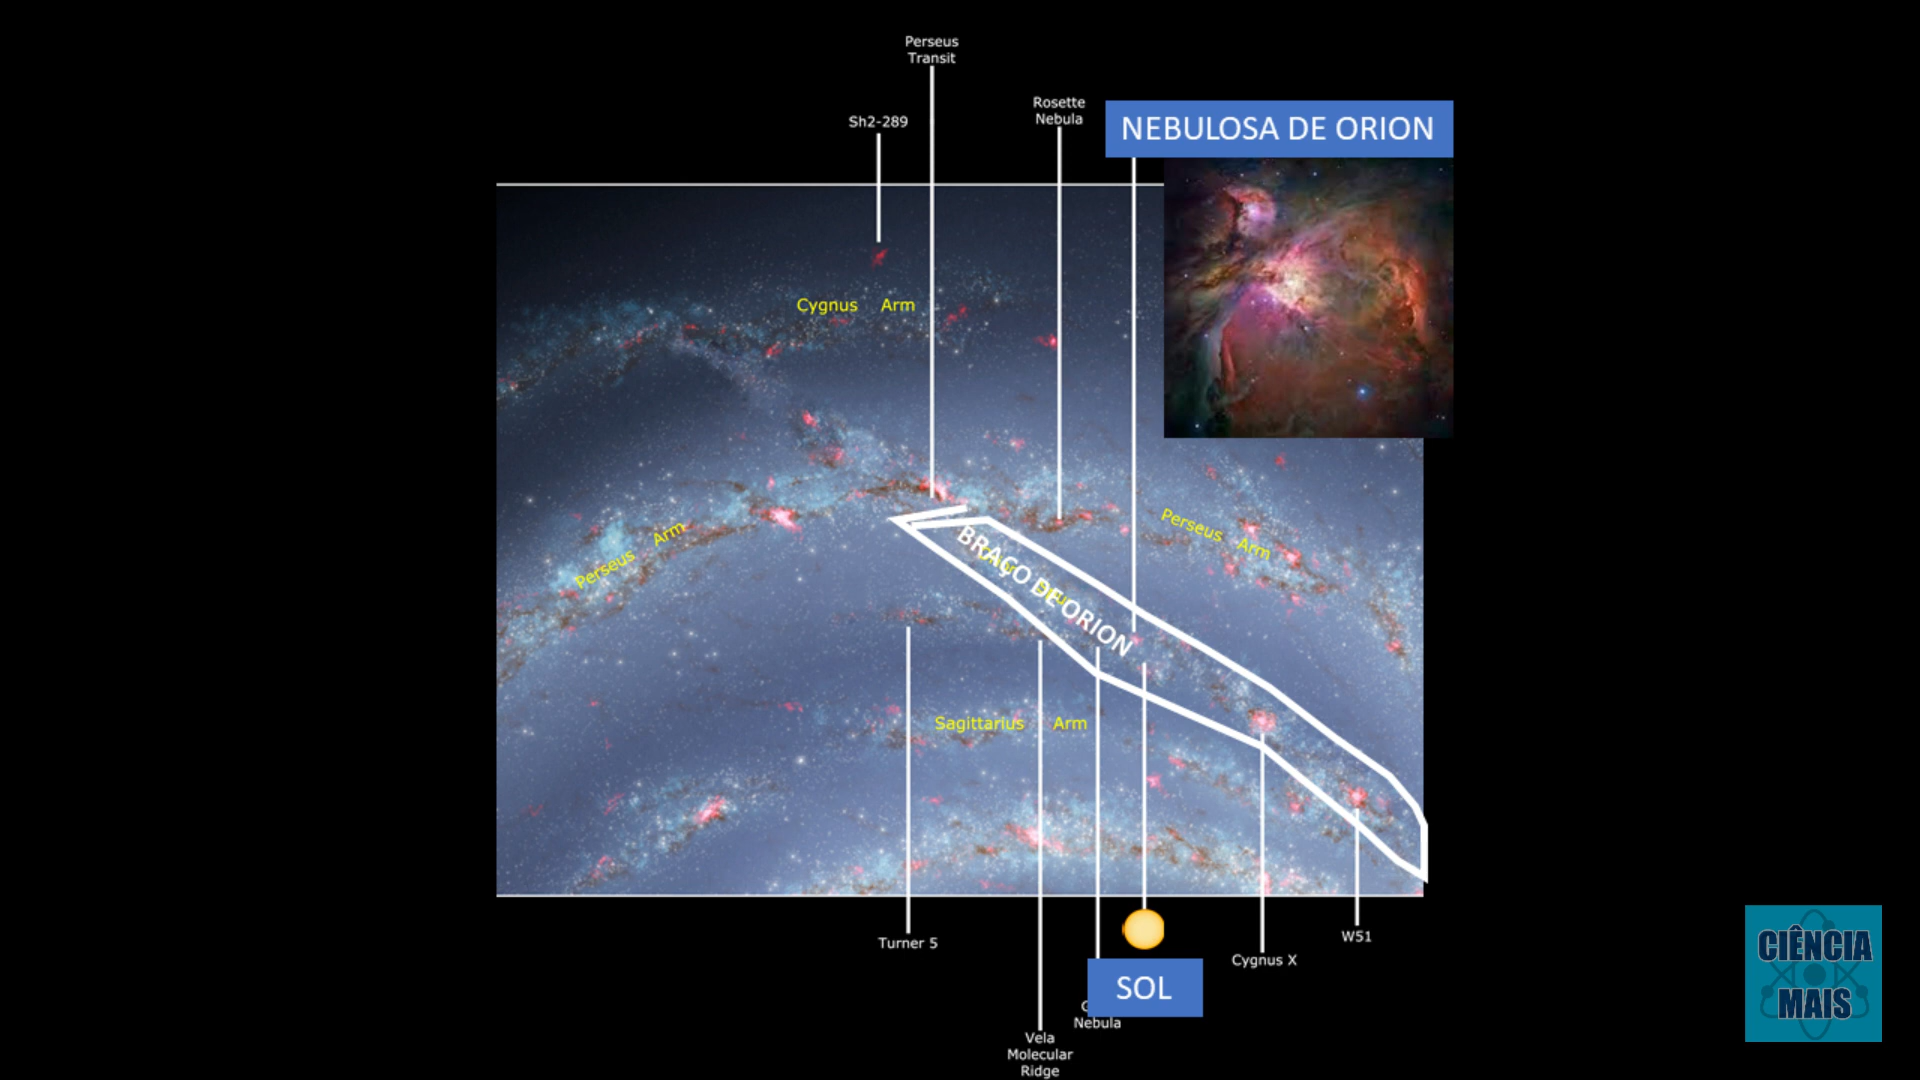 Perseus
Transit
Rosette
Nebula
Sh2-289
NEBULOSA DE ORION
Cygnus Arm
Perseus Arm
Perseus Arm
BRAÇO DE ORION
Sagittarius Arm
Turner 5
W51
Cygnus X
SOL
Nebula
Vela
Molecular
Ridge
CIÊNCIA
MAIS